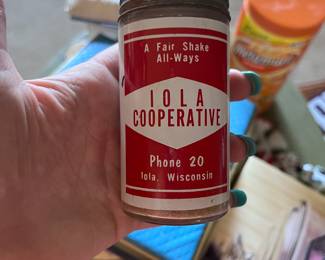 A Fair Shake
All-Ways
IOLA
COOPERATIVE
Phone 20
Iola, Wisconsin